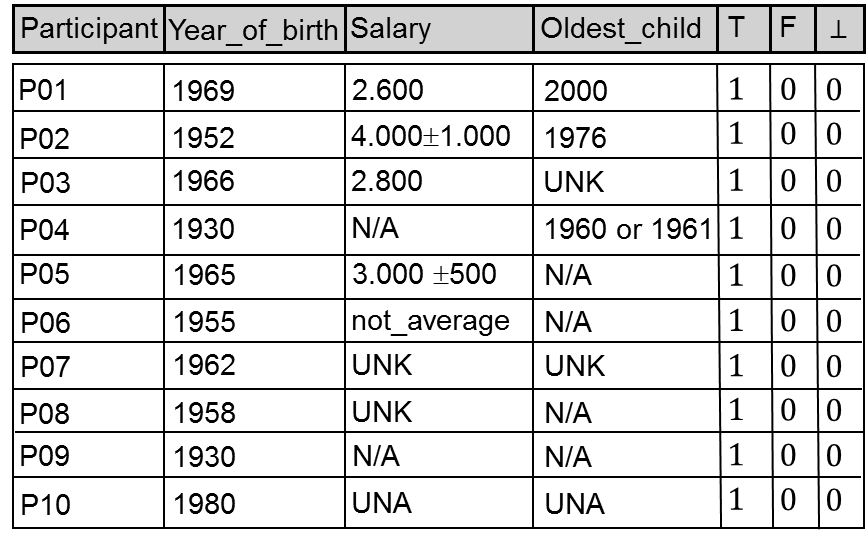 Participant Year_of_birth Salary Oldest_child T F ⊥
P01 1969 2.600 2000 1 0 0
P02 1952 4.000±1.000 1976 1 0 0
P03 1966 2.800 UNK 1 0 0
P04 1930 N/A 1960 or 1961 1 0 0
P05 1965 3.000 ±500 N/A 1 0 0
P06 1955 not_average N/A 1 0 0
P07 1962 UNK UNK 1 0 0
P08 1958 UNK N/A 1 0 0
P09 1930 N/A N/A 1 0 0
P10 1980 UNA UNA 1 0 0